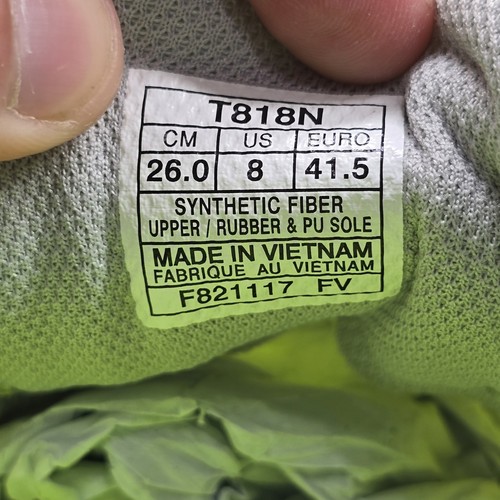 T818N
CM US EURO
26.0 8 41.5
SYNTHETIC FIBER
UPPER / RUBBER & PU SOLE
MADE IN VIETNAM
FABRIQUE AU VIETNAM
F821117 FV